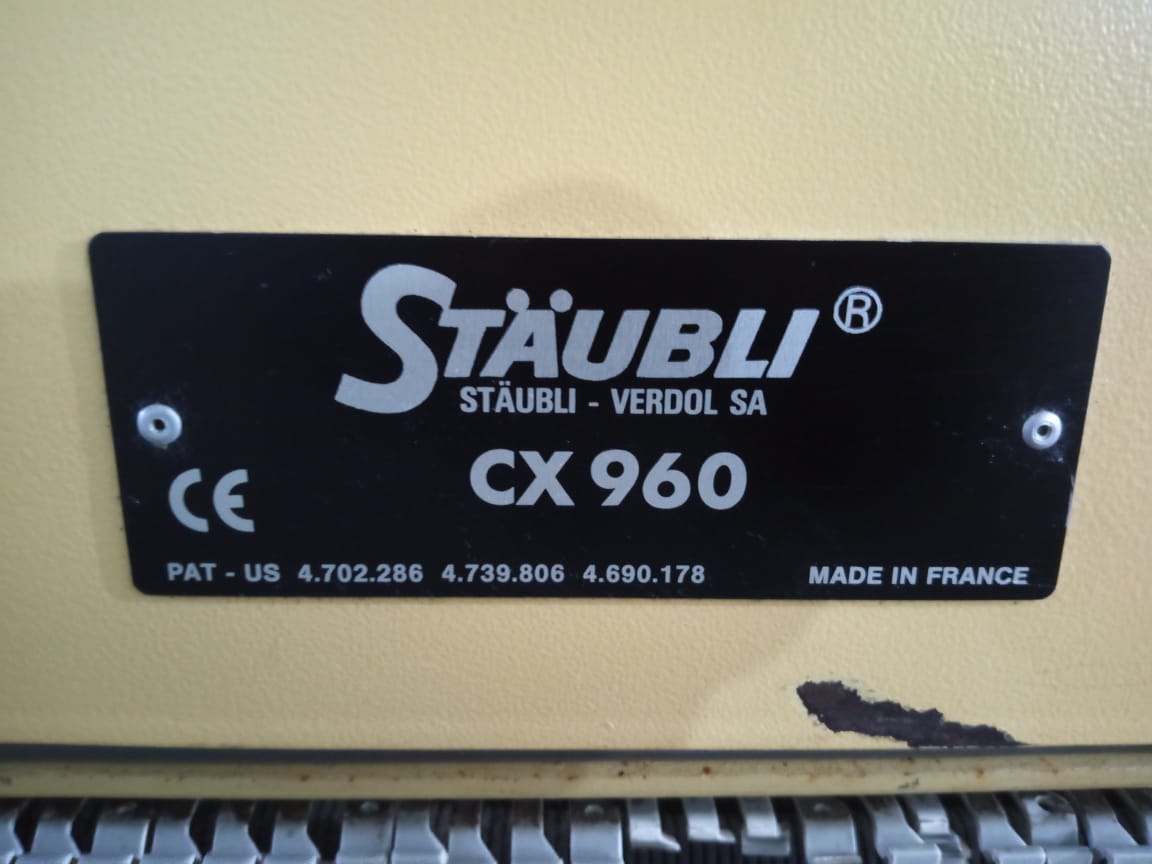 STÄUBLI ®
STÄUBLI - VERDOL SA
CX 960
CE
PAT - US 4.702.286 4.739.806 4.690.178 MADE IN FRANCE